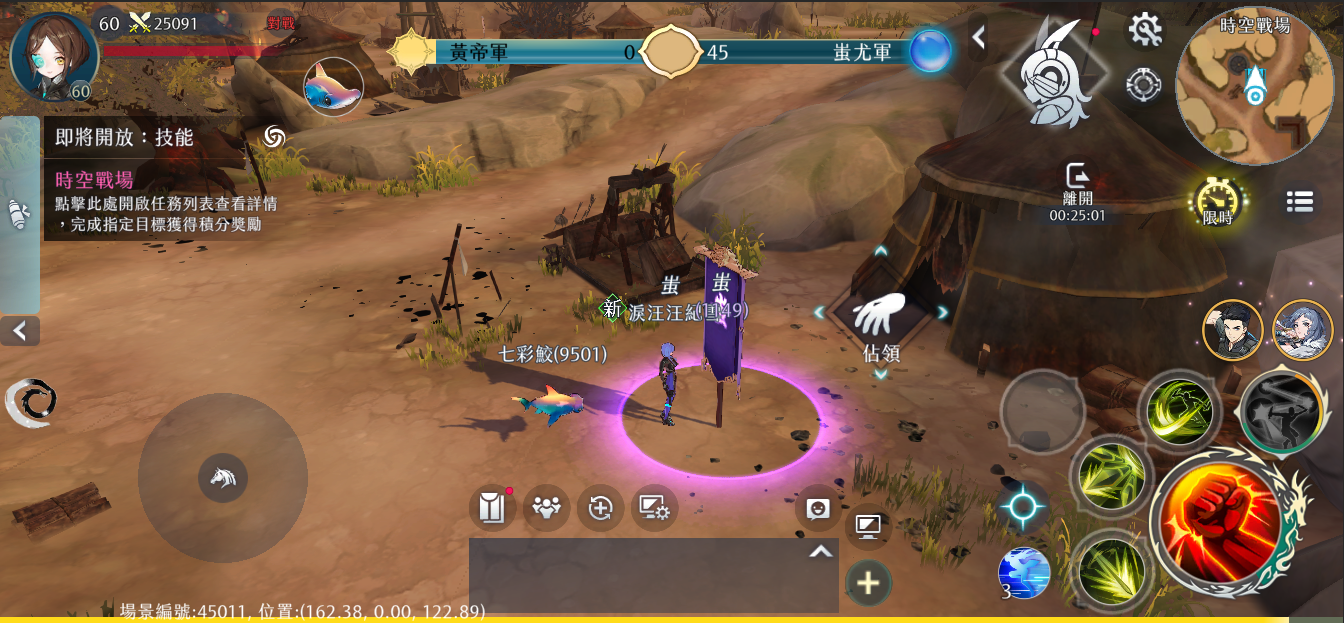 60 25091 對戰
60
黃帝軍 0 45 蚩尤軍
時空戰場
即將開放：技能
時空戰場
點擊此處開啟任務列表查看詳情
，完成指定目標獲得積分獎勵
離開
00:25:01
限時
蚩
蚩
新 淚汪汪
(1149)
七彩鮫(9501)
佔領
3
場景編號:45011, 位置:(162.38, 0.00, 122.89)